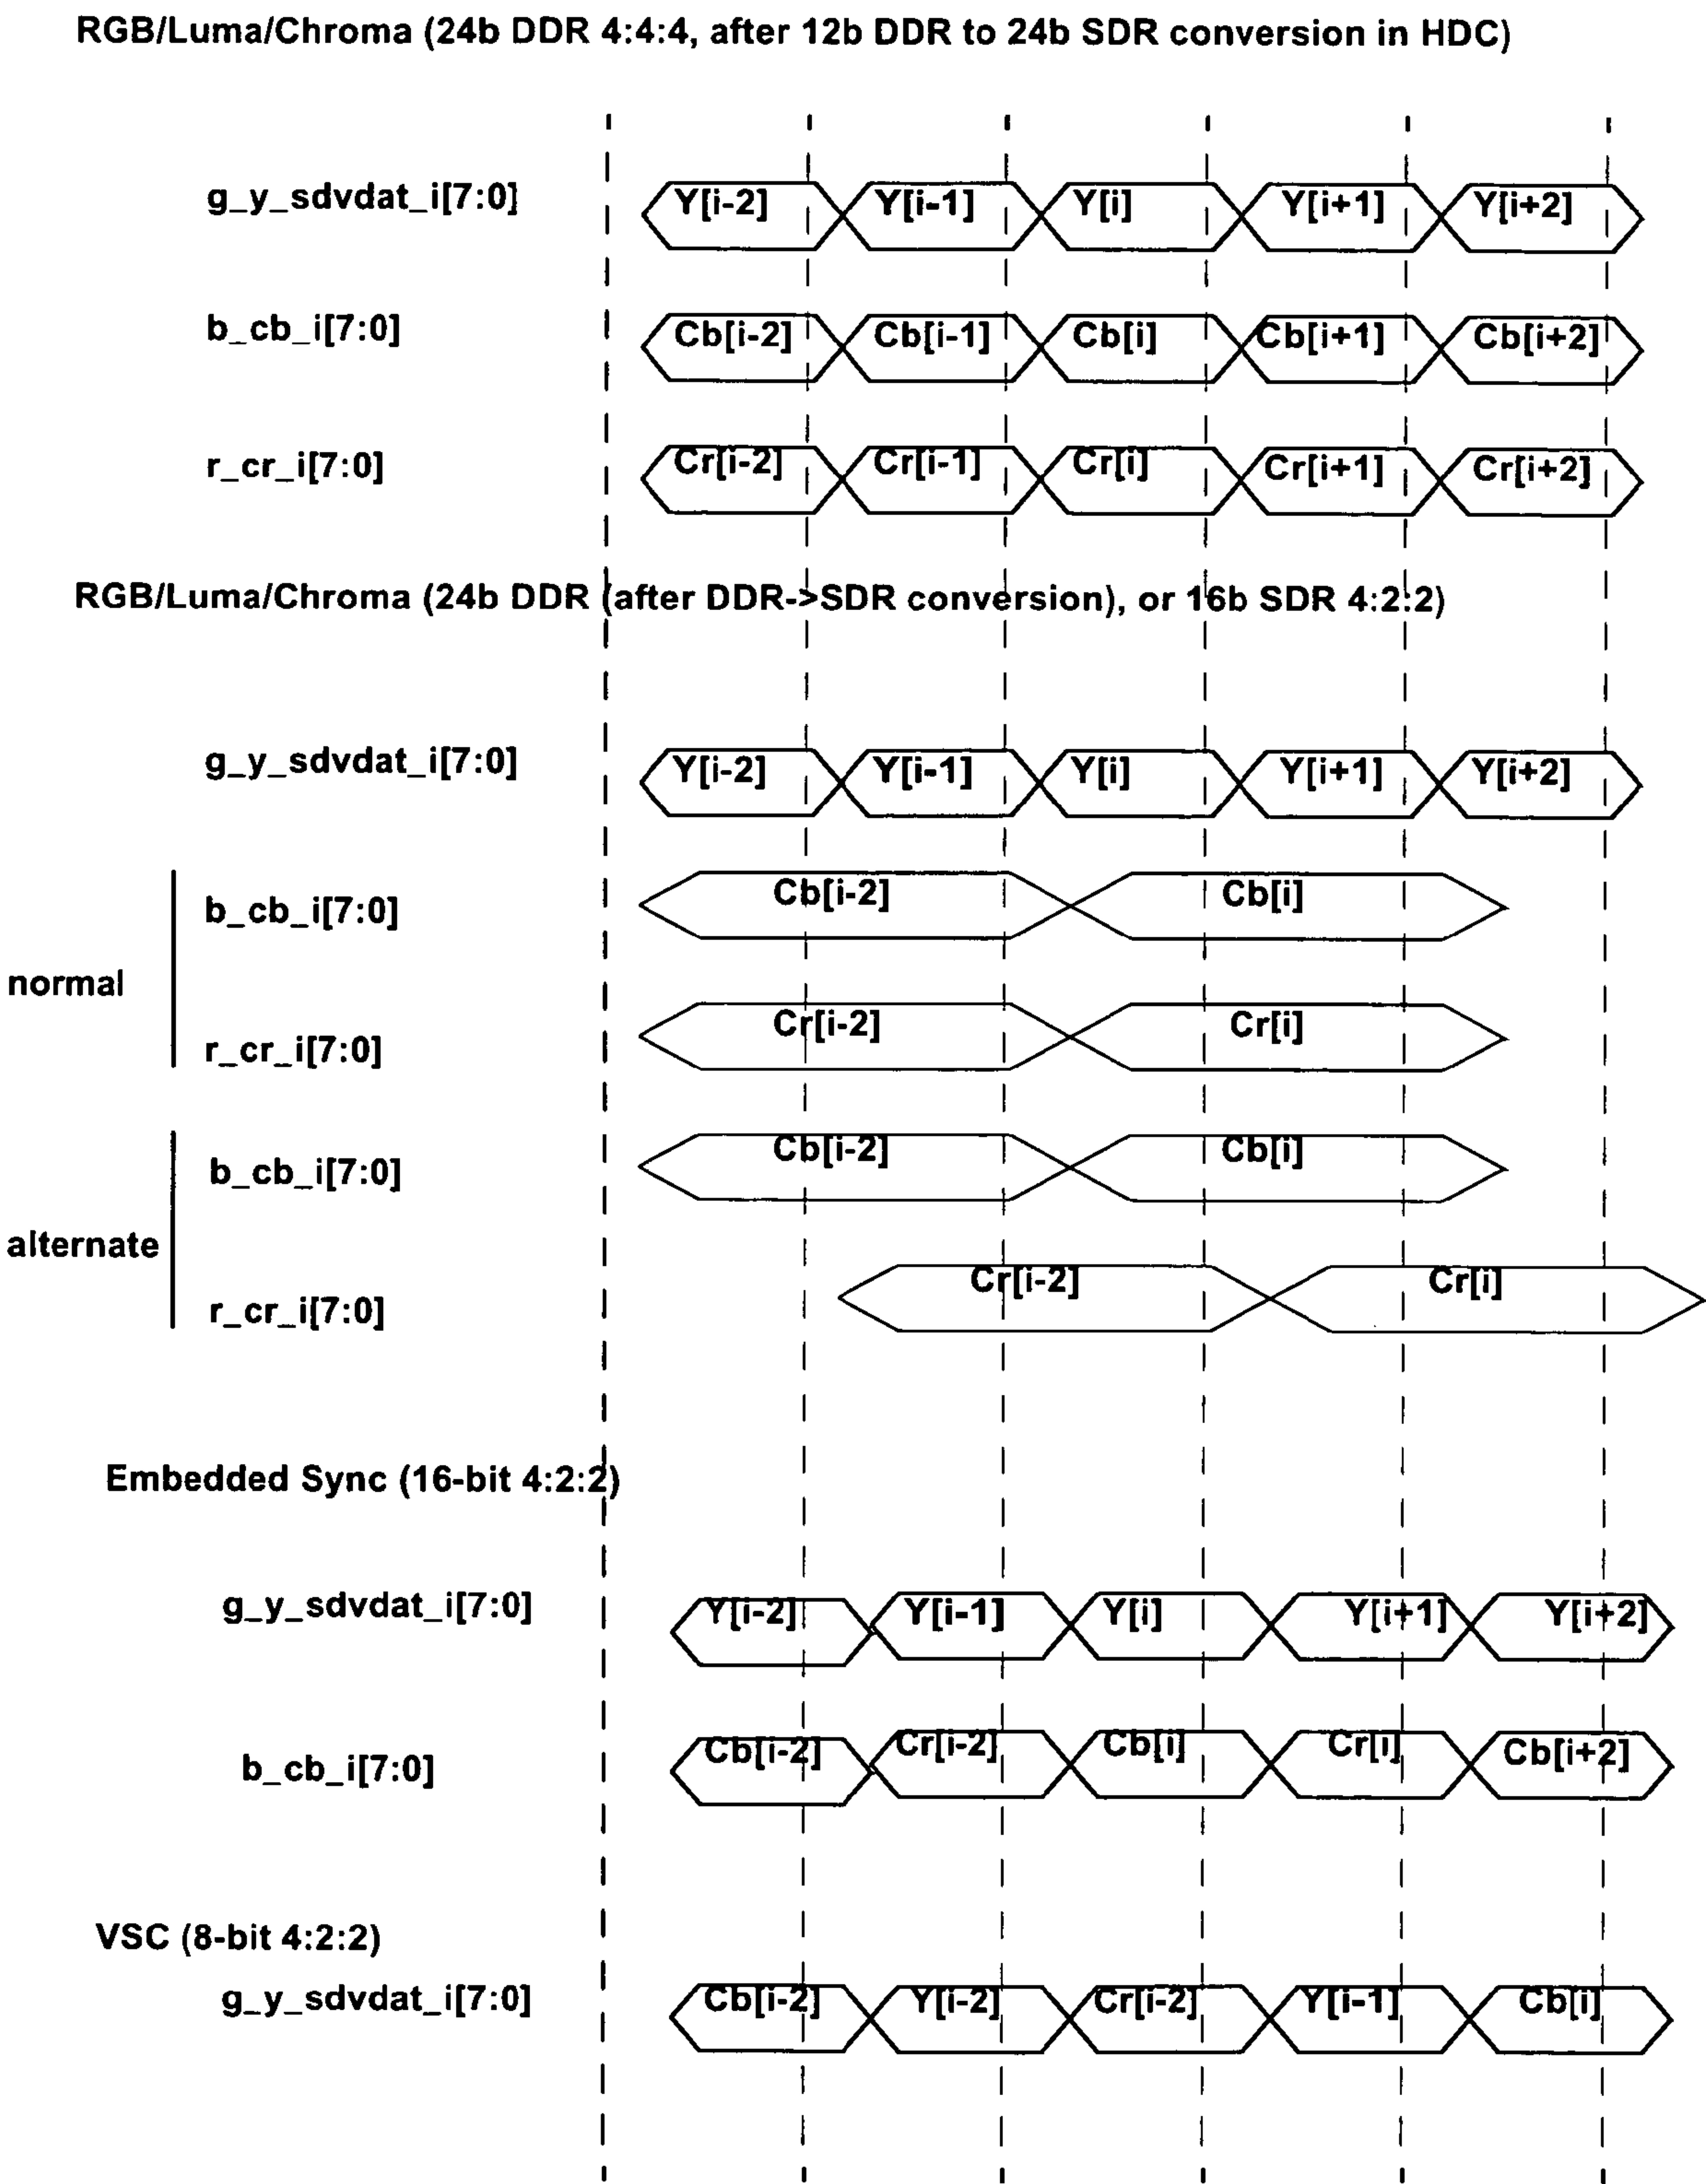 RGB/Luma/Chroma (24b DDR 4:4:4, after 12b DDR to 24b SDR conversion in HDC)
g_y_sdvdat_i[7:0] Y[i-2] Y[i-1] Y[i] Y[i+1] Y[i+2]
b_cb_i[7:0] Cb[i-2] Cb[i-1] Cb[i] Cb[i+1] Cb[i+2]
r_cr_i[7:0] Cr[i-2] Cr[i-1] Cr[i] Cr[i+1] Cr[i+2]
RGB/Luma/Chroma (24b DDR (after DDR->SDR conversion), or 16b SDR 4:2:2)
g_y_sdvdat_i[7:0] Y[i-2] Y[i-1] Y[i] Y[i+1] Y[i+2]
b_cb_i[7:0] Cb[i-2] Cb[i]
normal
r_cr_i[7:0] Cr[i-2] Cr[i]
b_cb_i[7:0] Cb[i-2] Cb[i]
alternate
r_cr_i[7:0] Cr[i-2] Cr[i]
Embedded Sync (16-bit 4:2:2)
g_y_sdvdat_i[7:0] Y[i-2] Y[i-1] Y[i] Y[i+1] Y[i+2]
b_cb_i[7:0] Cb[i-2] Cr[i-2] Cb[i] Cr[i] Cb[i+2]
VSC (8-bit 4:2:2)
g_y_sdvdat_i[7:0] Cb[i-2] Y[i-2] Cr[i-2] Y[i-1] Cb[i]